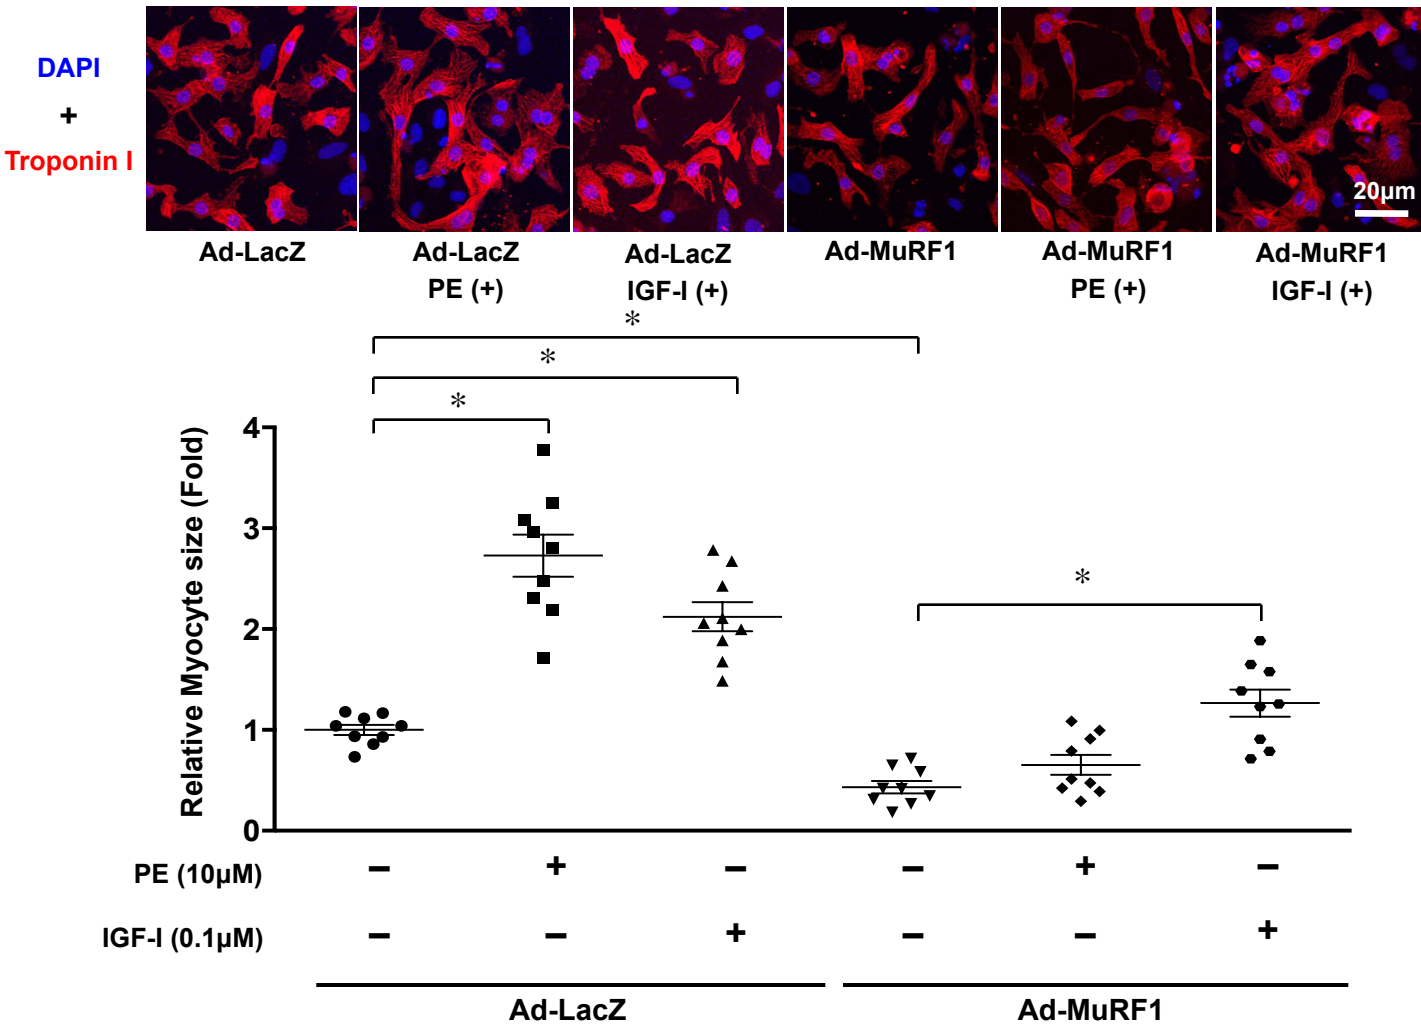 DAPI
+
Troponin I
20μm
Ad-LacZ
Ad-LacZ
PE (+)
Ad-LacZ
IGF-I (+)
Ad-MuRF1
Ad-MuRF1
PE (+)
Ad-MuRF1
IGF-I (+)
*
*
*
*
Relative Myocyte size (Fold)
4
3
2
1
0
PE (10μM) − + − − + −
IGF-I (0.1μM) − − + − − +
Ad-LacZ
Ad-MuRF1